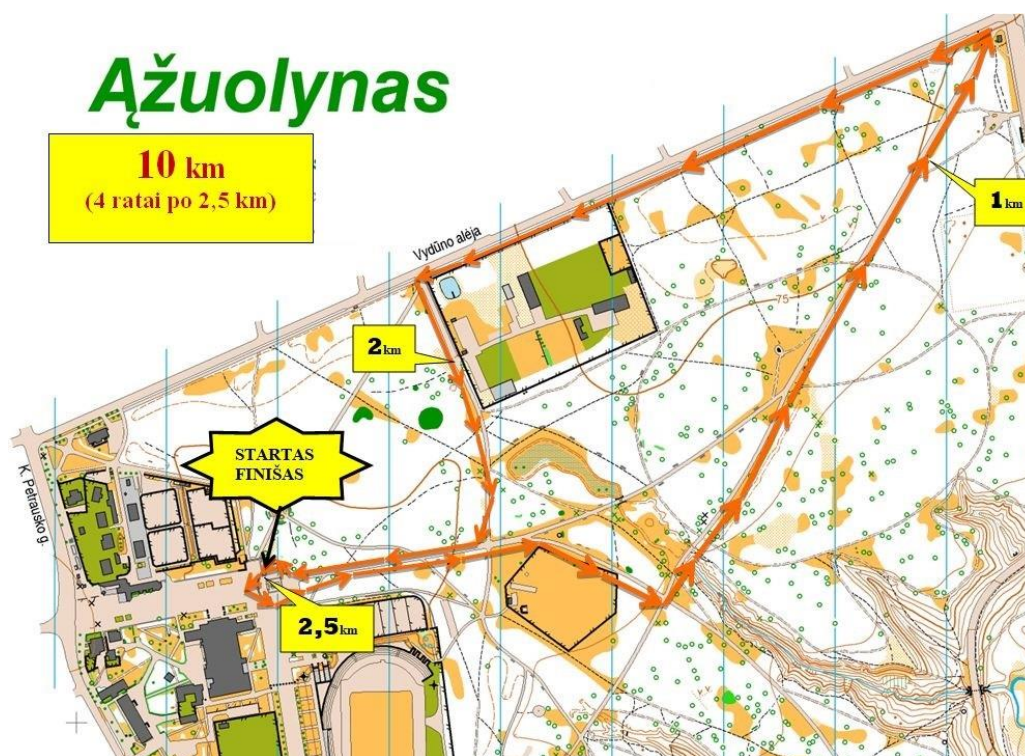 Ąžuolynas
10 km
(4 ratai po 2,5 km)
1 km
Vydūno alėja
75
2 km
STARTAS
FINIŠAS
K. Petrausko g.
2,5 km